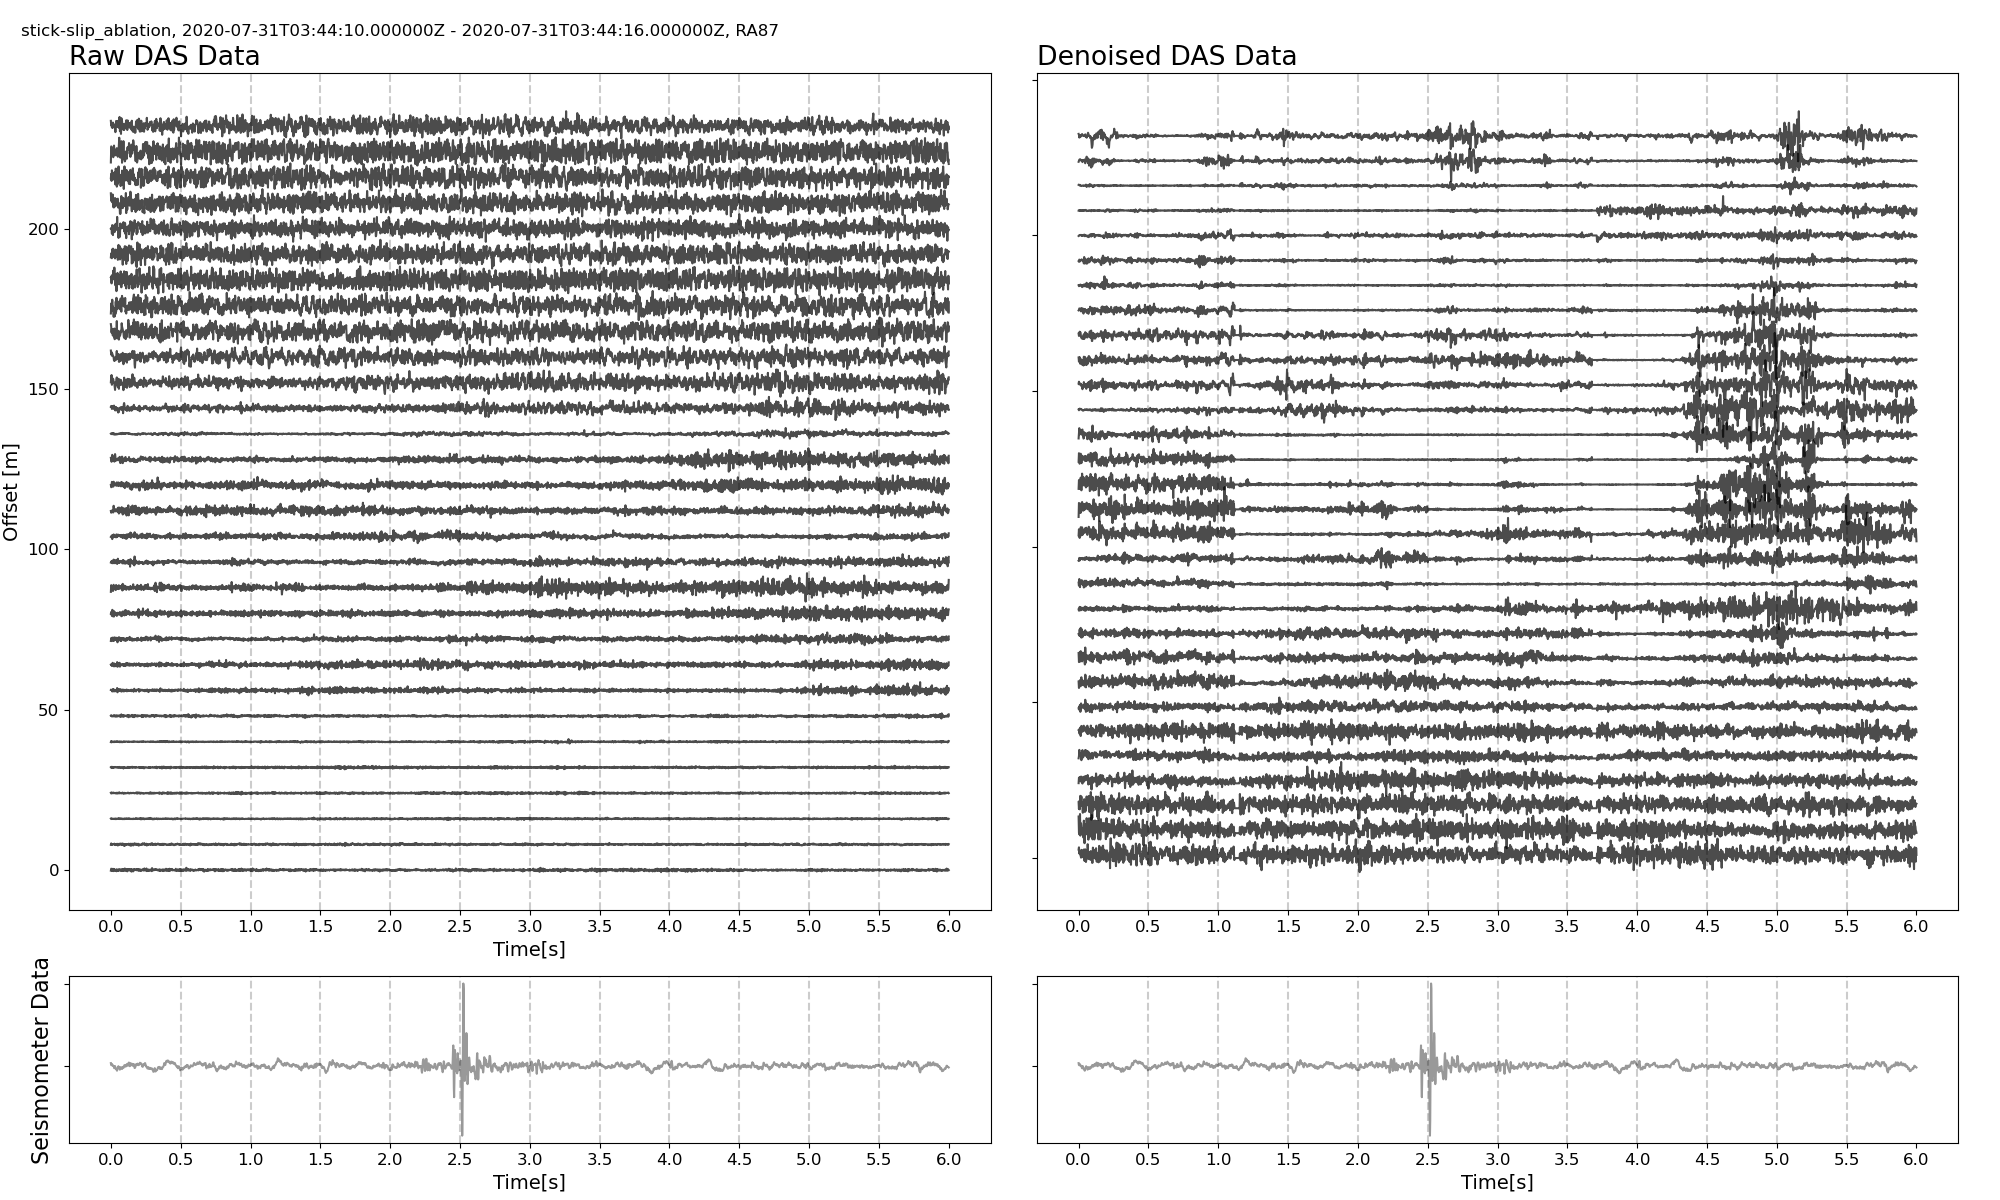 stick-slip_ablation, 2020-07-31T03:44:10.000000Z - 2020-07-31T03:44:16.000000Z, RA87
Raw DAS Data
Denoised DAS Data
Offset [m]
200
150
100
50
0
0.0 0.5 1.0 1.5 2.0 2.5 3.0 3.5 4.0 4.5 5.0 5.5 6.0
Time[s]
0.0 0.5 1.0 1.5 2.0 2.5 3.0 3.5 4.0 4.5 5.0 5.5 6.0
Seismometer Data
0.0 0.5 1.0 1.5 2.0 2.5 3.0 3.5 4.0 4.5 5.0 5.5 6.0
Time[s]
0.0 0.5 1.0 1.5 2.0 2.5 3.0 3.5 4.0 4.5 5.0 5.5 6.0
Time[s]